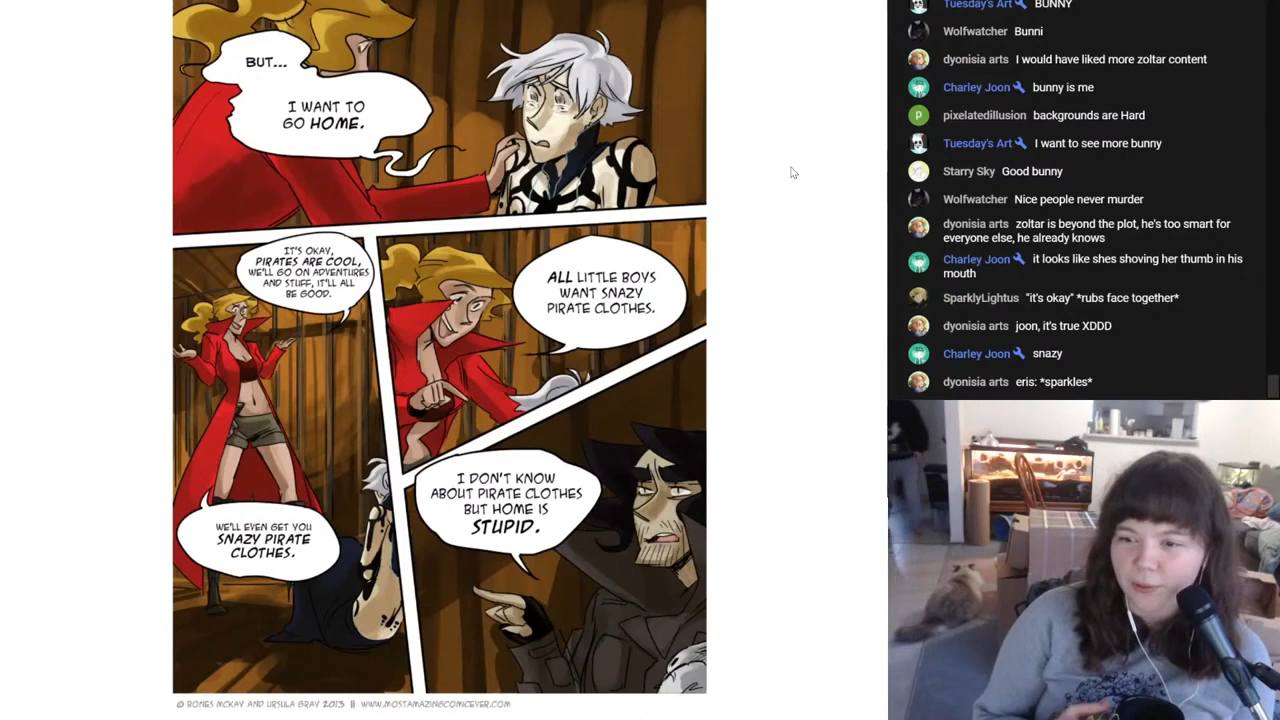 BUT...
I WANT TO
GO HOME.
IT'S OKAY,
PIRATES ARE COOL,
WE'LL GO ON ADVENTURES
AND STUFF, IT'LL ALL
BE GOOD.
WE'LL EVEN GET YOU
SNAZY PIRATE
CLOTHES.
ALL LITTLE BOYS
WANT SNAZY
PIRATE CLOTHES.
I DON'T KNOW
ABOUT PIRATE CLOTHES
BUT HOME IS
STUPID.
© BONES MCKAY AND URSULA GRAY 2013 || WWW.MOSTAMAZINGCOMICEVER.COM
Tuesday's Art BUNNY
Wolfwatcher Bunni
dyonisia arts I would have liked more zoltar content
Charley Joon bunny is me
P pixelatedillusion backgrounds are Hard
Tuesday's Art I want to see more bunny
Starry Sky Good bunny
Wolfwatcher Nice people never murder
dyonisia arts zoltar is beyond the plot, he's too smart for
everyone else, he already knows
Charley Joon it looks like shes shoving her thumb in his
mouth
SparklyLightus "it's okay" *rubs face together*
dyonisia arts joon, it's true XDDD
Charley Joon snazy
dyonisia arts eris: *sparkles*